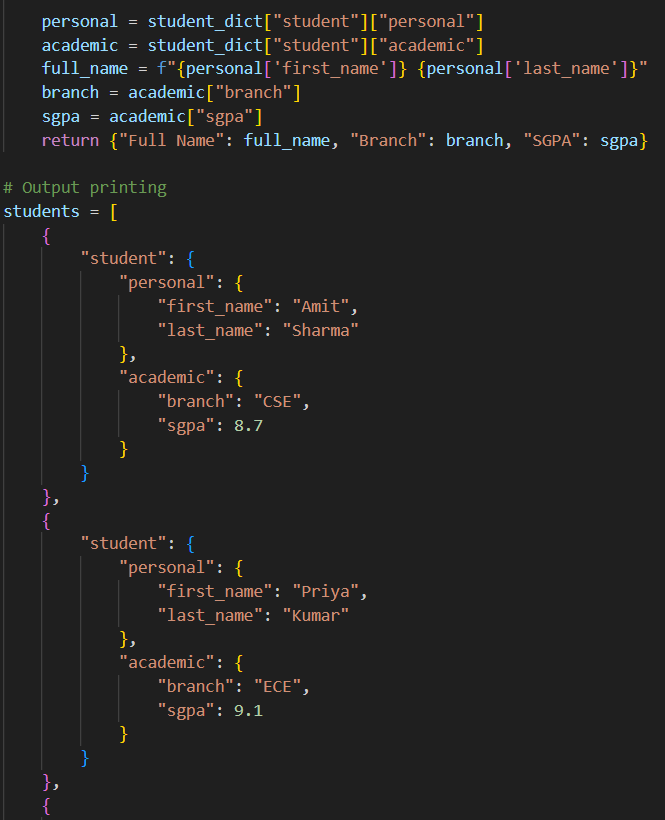 personal = student_dict["student"]["personal"]
    academic = student_dict["student"]["academic"]
    full_name = f"{personal['first_name']} {personal['last_name']}"
    branch = academic["branch"]
    sgpa = academic["sgpa"]
    return {"Full Name": full_name, "Branch": branch, "SGPA": sgpa}

# Output printing
students = [
    {
        "student": {
            "personal": {
                "first_name": "Amit",
                "last_name": "Sharma"
            },
            "academic": {
                "branch": "CSE",
                "sgpa": 8.7
            }
        }
    },
    {
        "student": {
            "personal": {
                "first_name": "Priya",
                "last_name": "Kumar"
            },
            "academic": {
                "branch": "ECE",
                "sgpa": 9.1
            }
        }
    },
    {